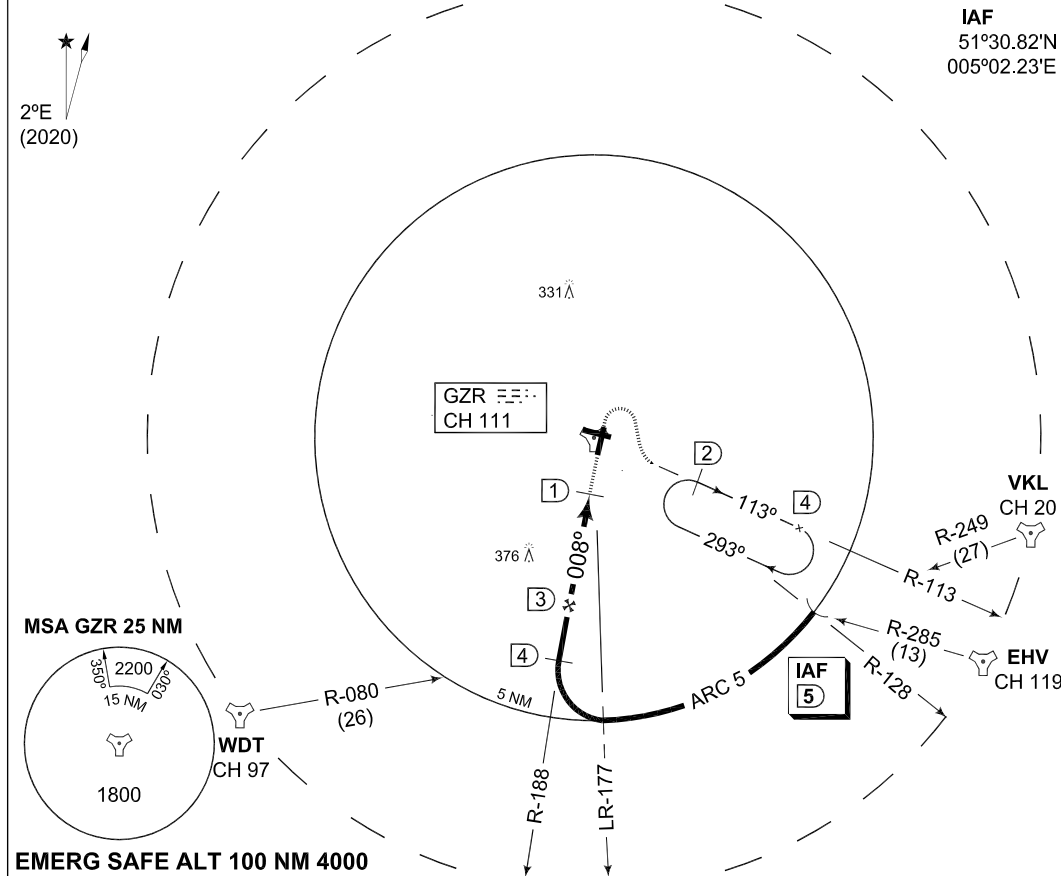 IAF
51º30.82'N
005º02.23'E
2ºE
(2020)
331
GZR
CH 111
2
1
113º
4
293º
VKL
CH 20
R-249
(27)
R-113
376
008º
3
MSA GZR 25 NM
350º
2200
030º
15 NM
1800
4
R-285
(13)
EHV
CH 119
R-128
IAF
5
ARC 5
5 NM
R-080
(26)
WDT
CH 97
R-188
LR-177
EMERG SAFE ALT 100 NM 4000